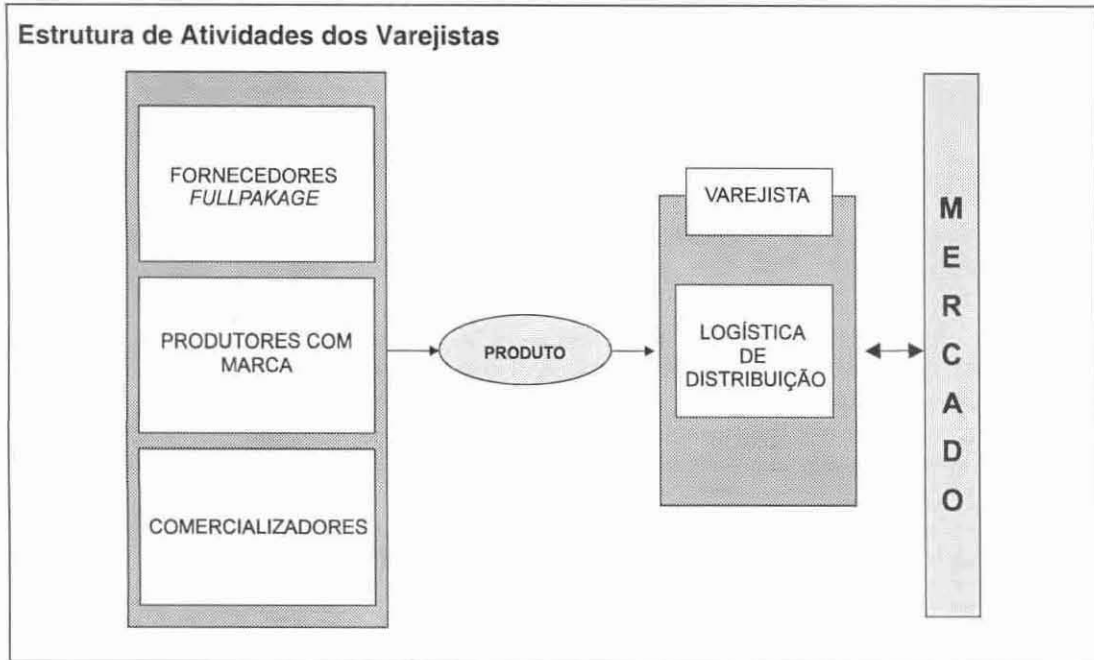 Estrutura de Atividades dos Varejistas
FORNECEDORES
FULLPAKAGE
PRODUTORES COM
MARCA
COMERCIALIZADORES
PRODUTO
VAREJISTA
LOGÍSTICA
DE
DISTRIBUIÇÃO
M
E
R
C
A
D
O